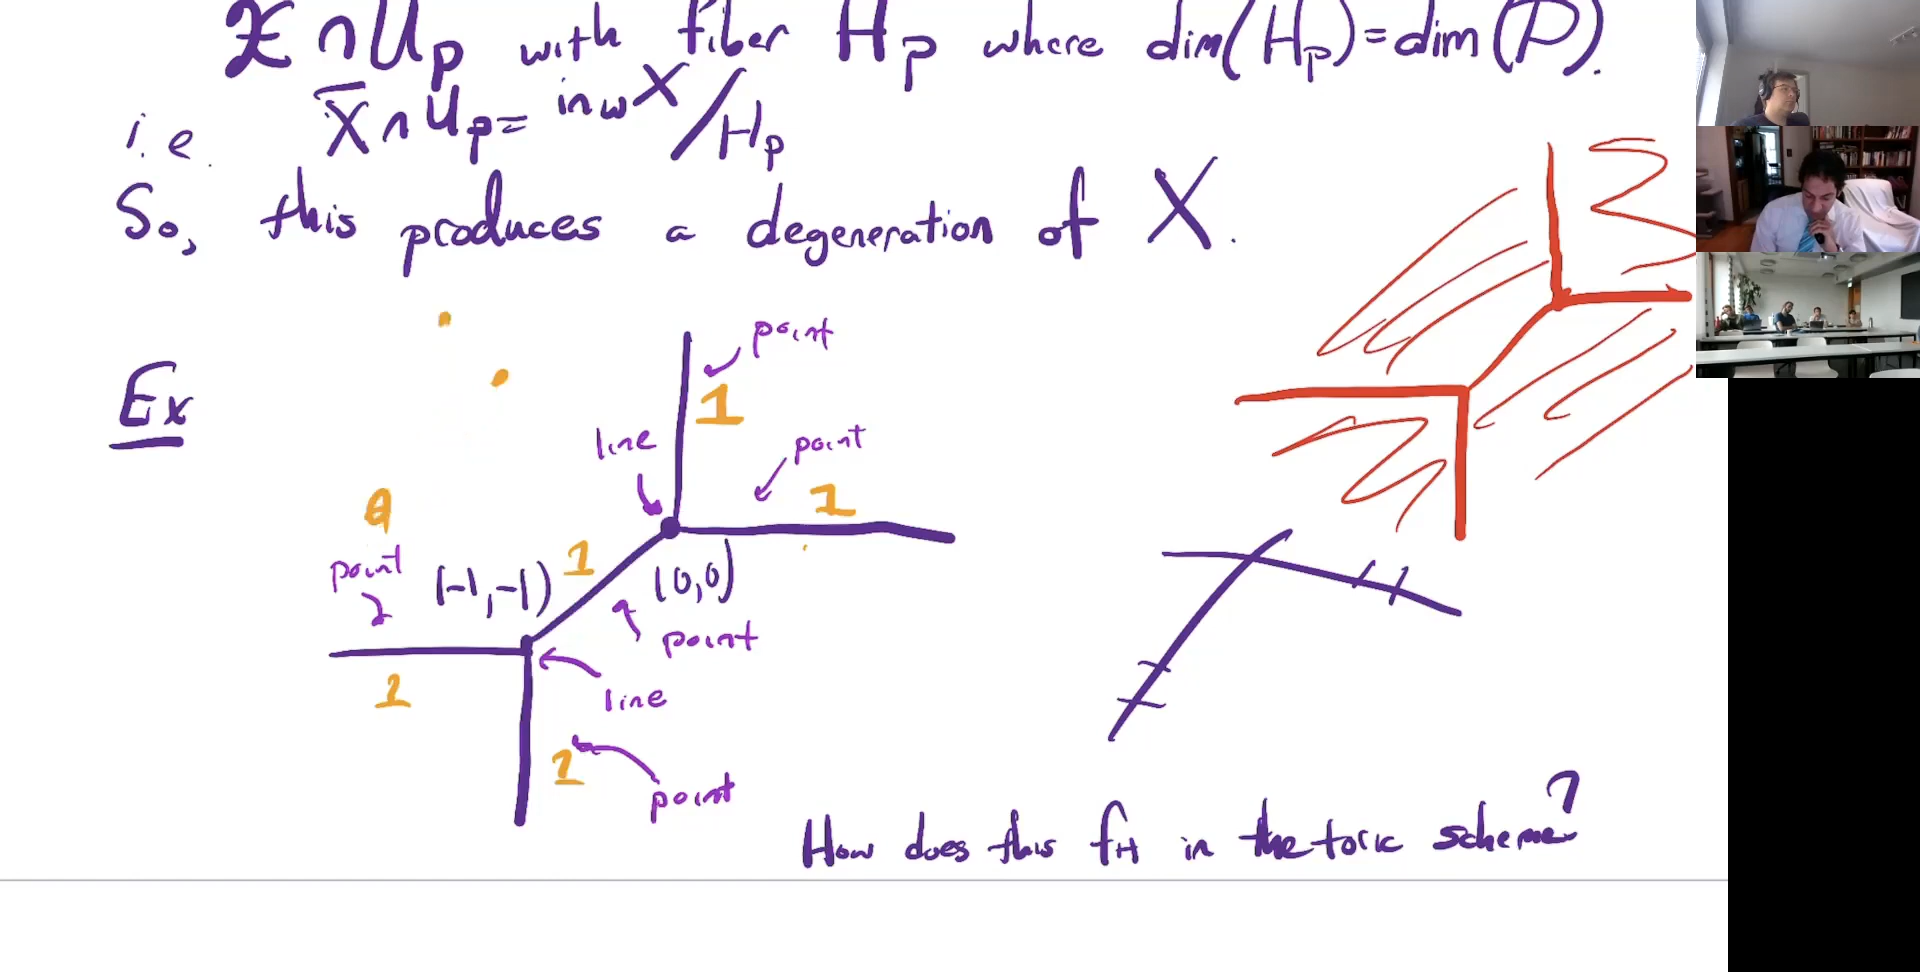 𝒳 ∩ U_P with fiber H_P where dim(H_P) = dim(P).
i.e. X̄ ∩ U_P = in_w X / H_P
So, this produces a degeneration of X.
Ex
point
1
line
point
1
point
(-1,-1)
1
(0,0)
point
1
line
1
point
How does this fit in the toric scheme?